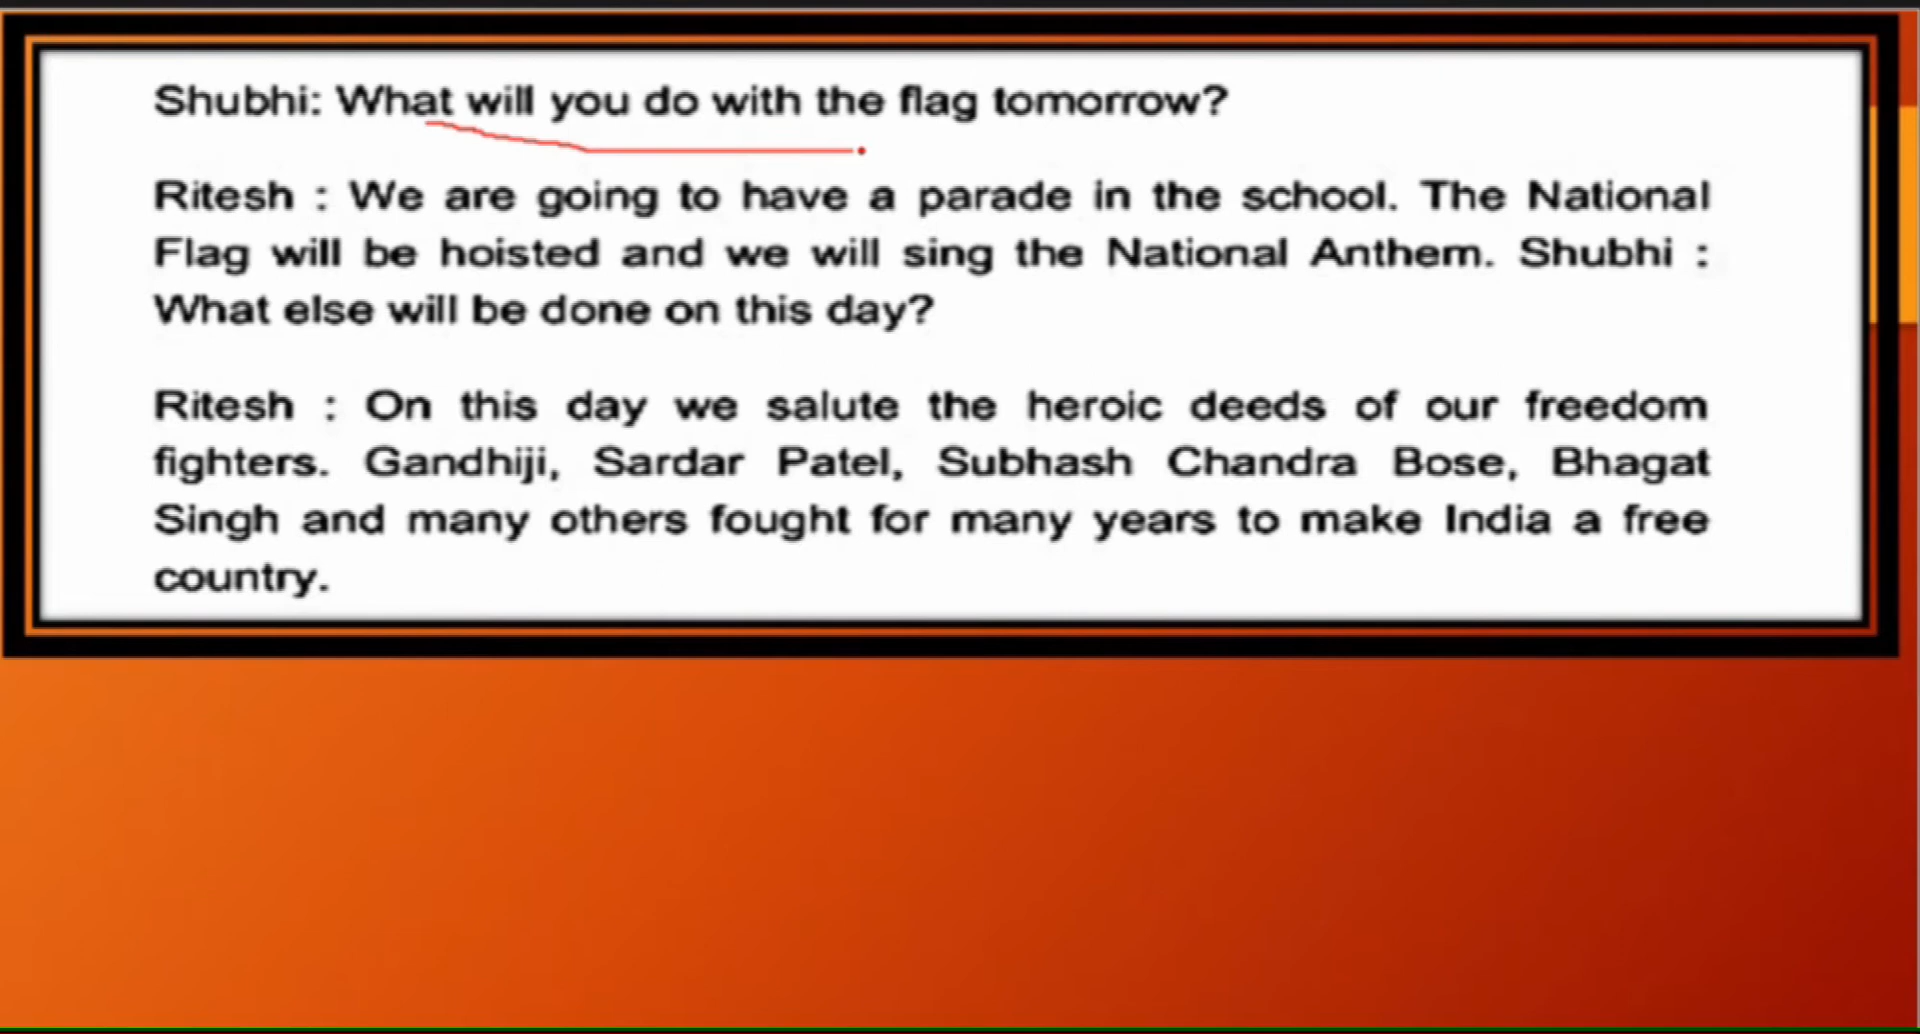 Shubhi: What will you do with the flag tomorrow?
Ritesh : We are going to have a parade in the school. The National
Flag will be hoisted and we will sing the National Anthem. Shubhi :
What else will be done on this day?
Ritesh : On this day we salute the heroic deeds of our freedom
fighters. Gandhiji, Sardar Patel, Subhash Chandra Bose, Bhagat
Singh and many others fought for many years to make India a free
country.